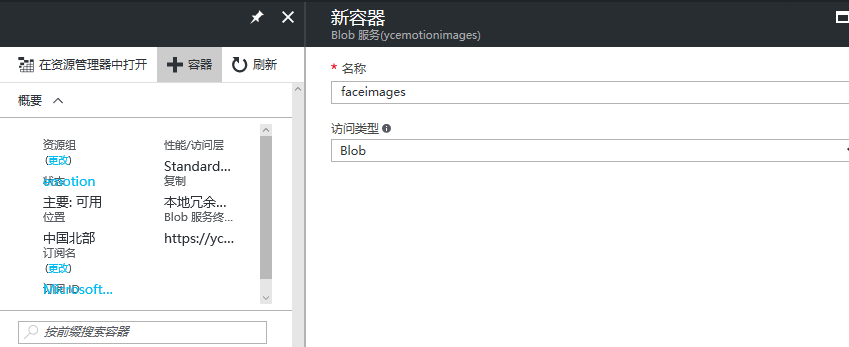 新容器
Blob 服务(ycemotionimages)
在资源管理器中打开
容器
刷新
概要
资源组
(更改)
状态
主要: 可用
位置
中国北部
订阅名
(更改)
订阅 ID
Microsoft...
性能/访问层
Standard...
复制
本地冗余...
Blob 服务终...
https://yc...
按前缀搜索容器
* 名称
faceimages
访问类型
Blob